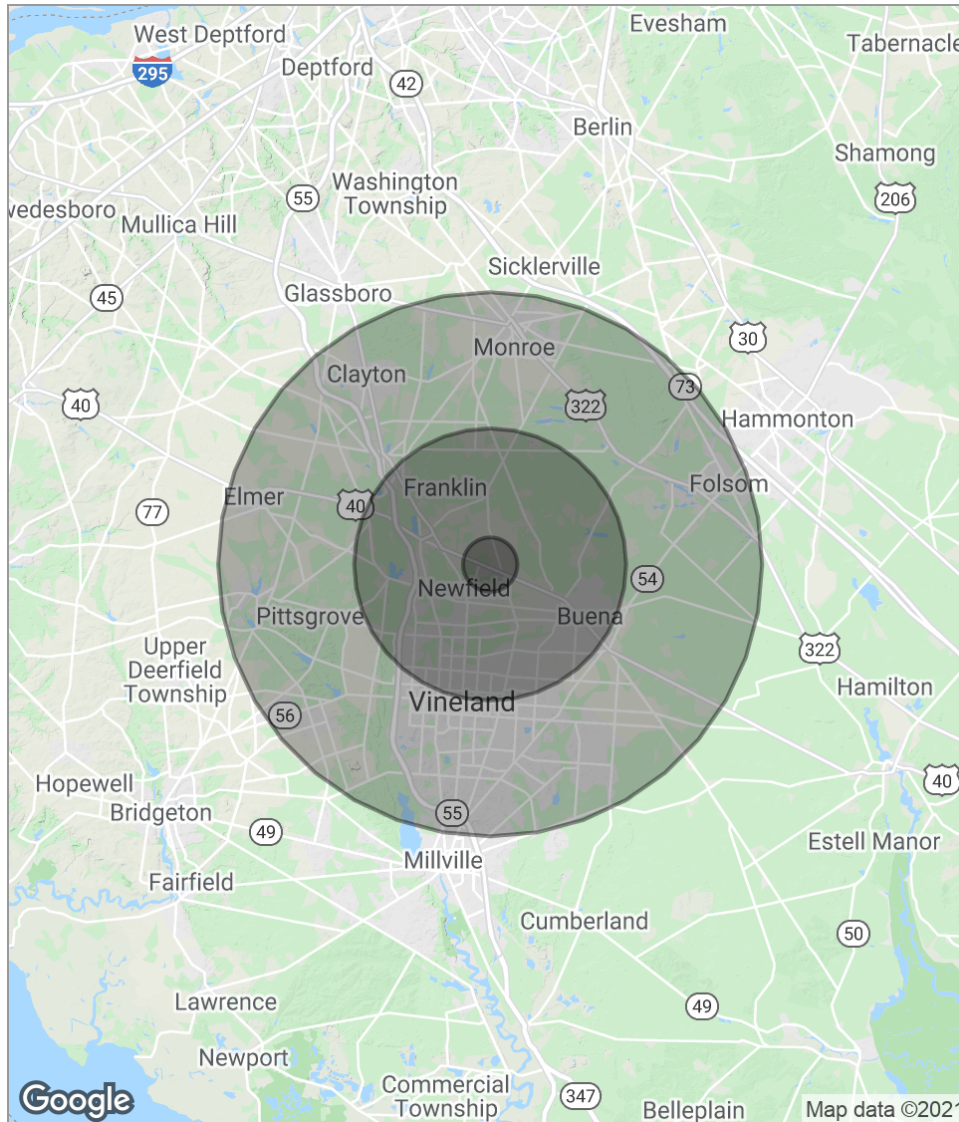 West Deptford
Evesham
Tabernacle
295
Deptford
42
Berlin
Shamong
Washington
Township
55
206
wedesboro
Mullica Hill
Sicklerville
45
Glassboro
30
Monroe
Clayton
73
40
322
Hammonton
Franklin
Folsom
Elmer
40
77
54
Newfield
Pittsgrove
Buena
Upper
Deerfield
Township
322
Hamilton
Vineland
56
Hopewell
40
Bridgeton
55
49
Estell Manor
Millville
Fairfield
Cumberland
50
Lawrence
49
Newport
Commercial
Township
347
Belleplain
Google
Map data ©2021